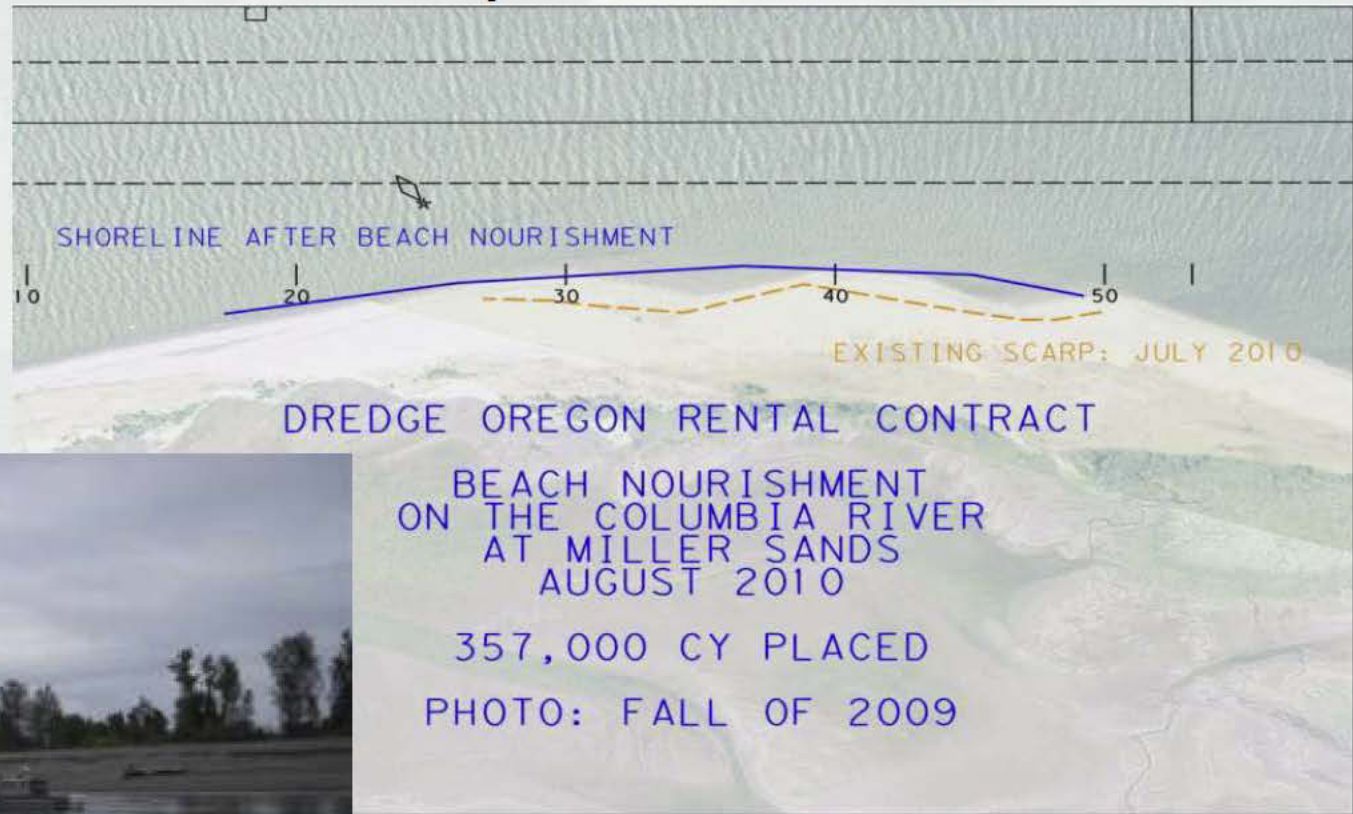 SHORELINE AFTER BEACH NOURISHMENT
10 20 30 40 50
EXISTING SCARP: JULY 2010
DREDGE OREGON RENTAL CONTRACT
BEACH NOURISHMENT
ON THE COLUMBIA RIVER
AT MILLER SANDS
AUGUST 2010
357,000 CY PLACED
PHOTO: FALL OF 2009